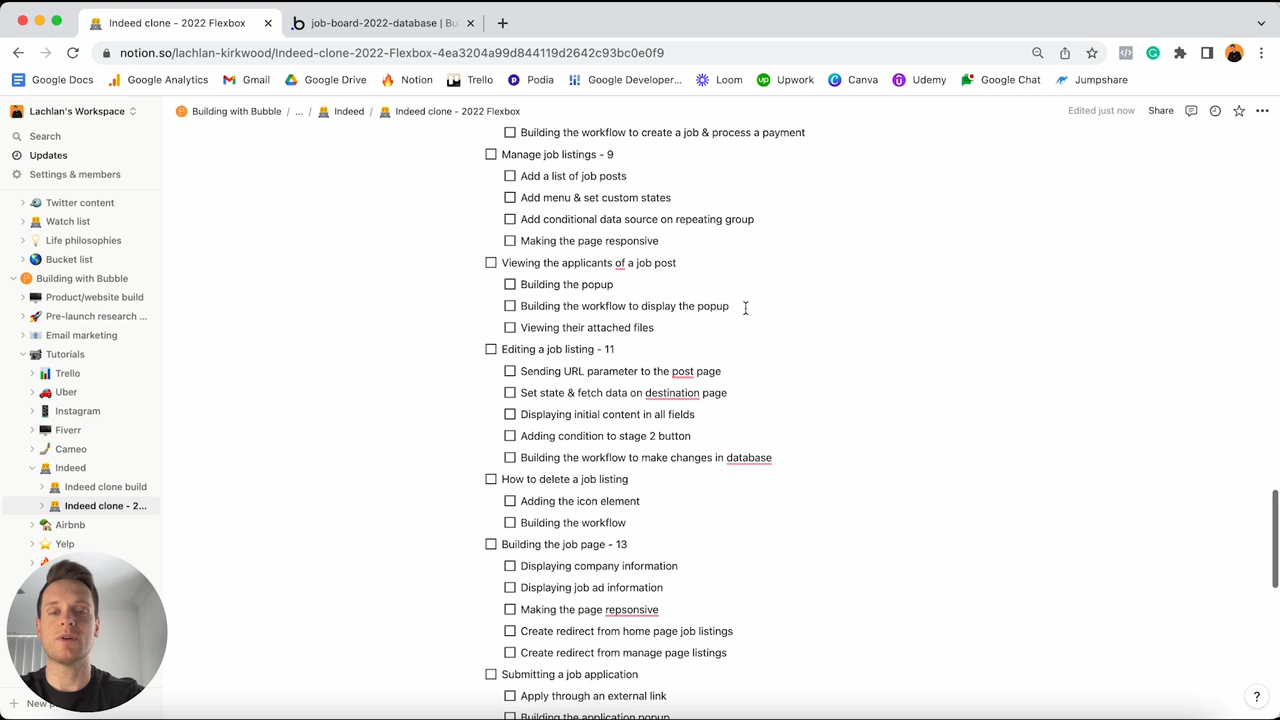 Indeed clone - 2022 Flexbox
job-board-2022-database | Bu
notion.so/lachlan-kirkwood/Indeed-clone-2022-Flexbox-4ea3204a99d844119d2642c93bc0e0f9
Google Docs
Google Analytics
Gmail
Google Drive
Notion
Trello
Podia
Google Developer...
Loom
Upwork
Canva
Udemy
Google Chat
Jumpshare
Lachlan's Workspace
Building with Bubble / ... / Indeed / Indeed clone - 2022 Flexbox
Edited just now
Share
Search
Updates
Settings & members
Twitter content
Watch list
Life philosophies
Bucket list
Building with Bubble
Product/website build
Pre-launch research ...
Email marketing
Tutorials
Trello
Uber
Instagram
Fiverr
Cameo
Indeed
Indeed clone build
Indeed clone - 2...
Airbnb
Yelp
New
Building the workflow to create a job & process a payment
Manage job listings - 9
Add a list of job posts
Add menu & set custom states
Add conditional data source on repeating group
Making the page responsive
Viewing the applicants of a job post
Building the popup
Building the workflow to display the popup
Viewing their attached files
Editing a job listing - 11
Sending URL parameter to the post page
Set state & fetch data on destination page
Displaying initial content in all fields
Adding condition to stage 2 button
Building the workflow to make changes in database
How to delete a job listing
Adding the icon element
Building the workflow
Building the job page - 13
Displaying company information
Displaying job ad information
Making the page repsonsive
Create redirect from home page job listings
Create redirect from manage page listings
Submitting a job application
Apply through an external link
Building the application popup
?